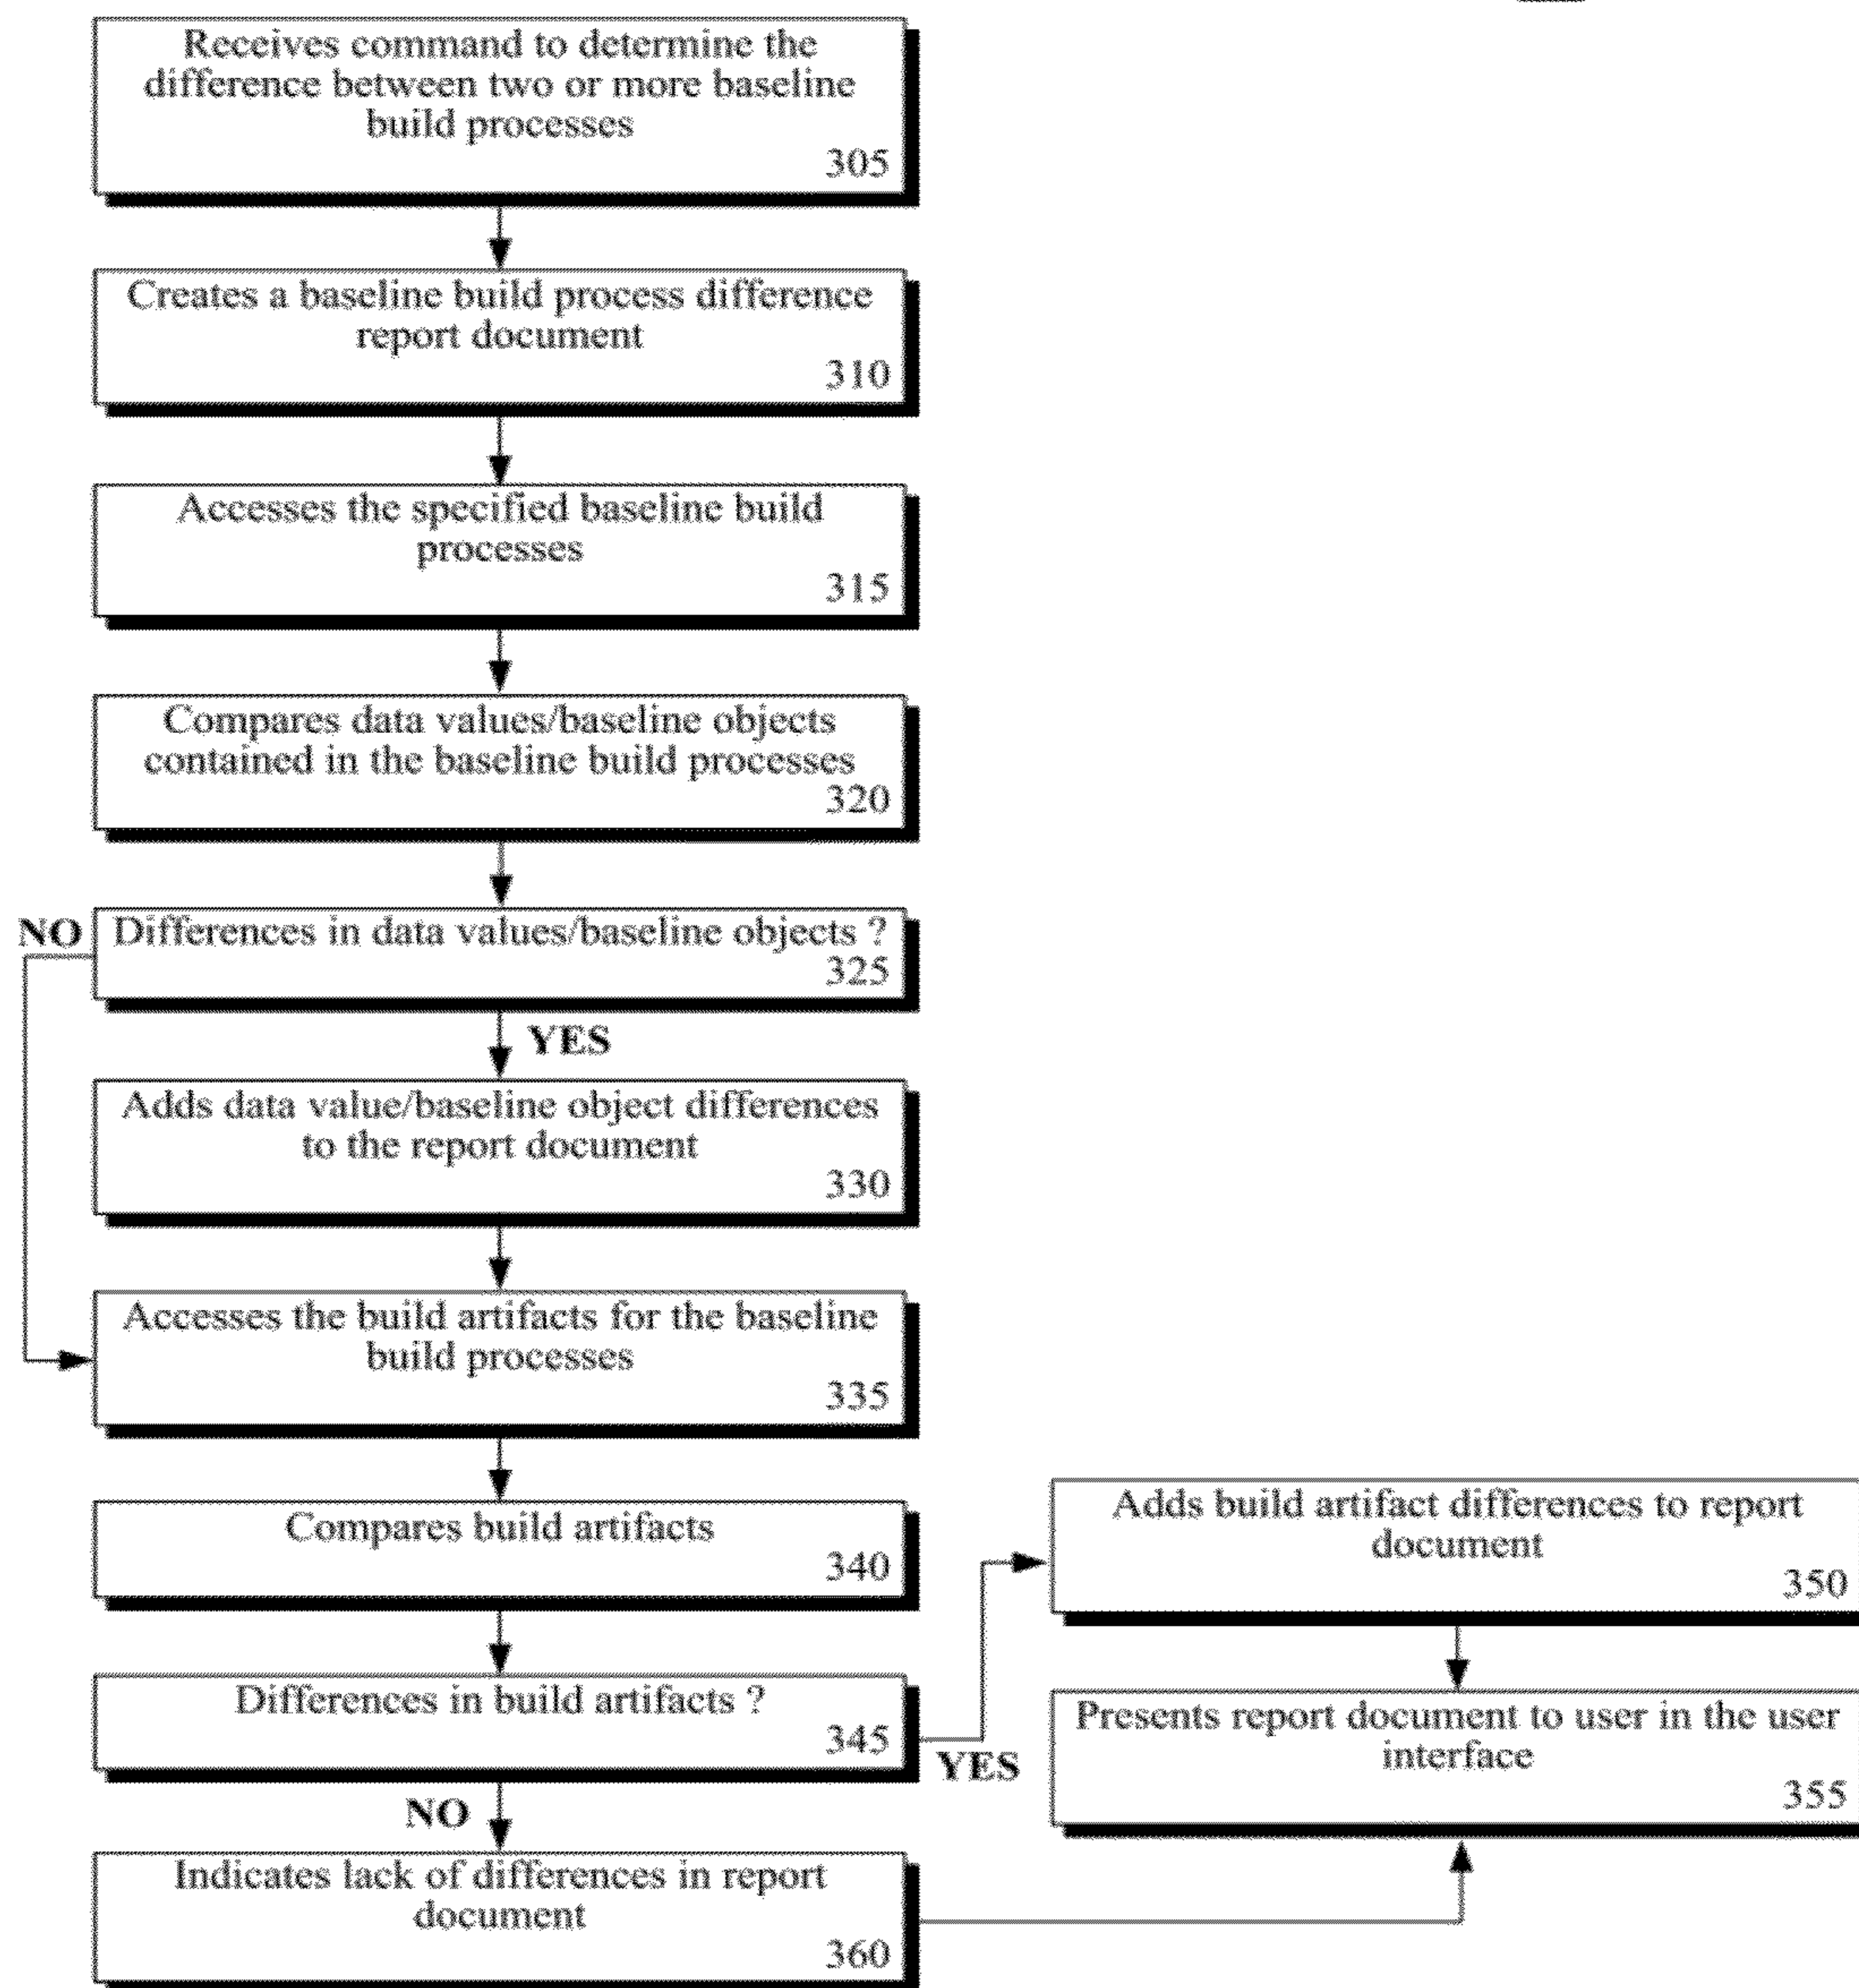 Receives command to determine the
difference between two or more baseline
build processes
305
Creates a baseline build process difference
report document
310
Accesses the specified baseline build
processes
315
Compares data values/baseline objects
contained in the baseline build processes
320
NO
Differences in data values/baseline objects ?
325
YES
Adds data value/baseline object differences
to the report document
330
Accesses the build artifacts for the baseline
build processes
335
Compares build artifacts
340
Differences in build artifacts ?
345
YES
Adds build artifact differences to report
document
350
Presents report document to user in the user
interface
355
NO
Indicates lack of differences in report
document
360